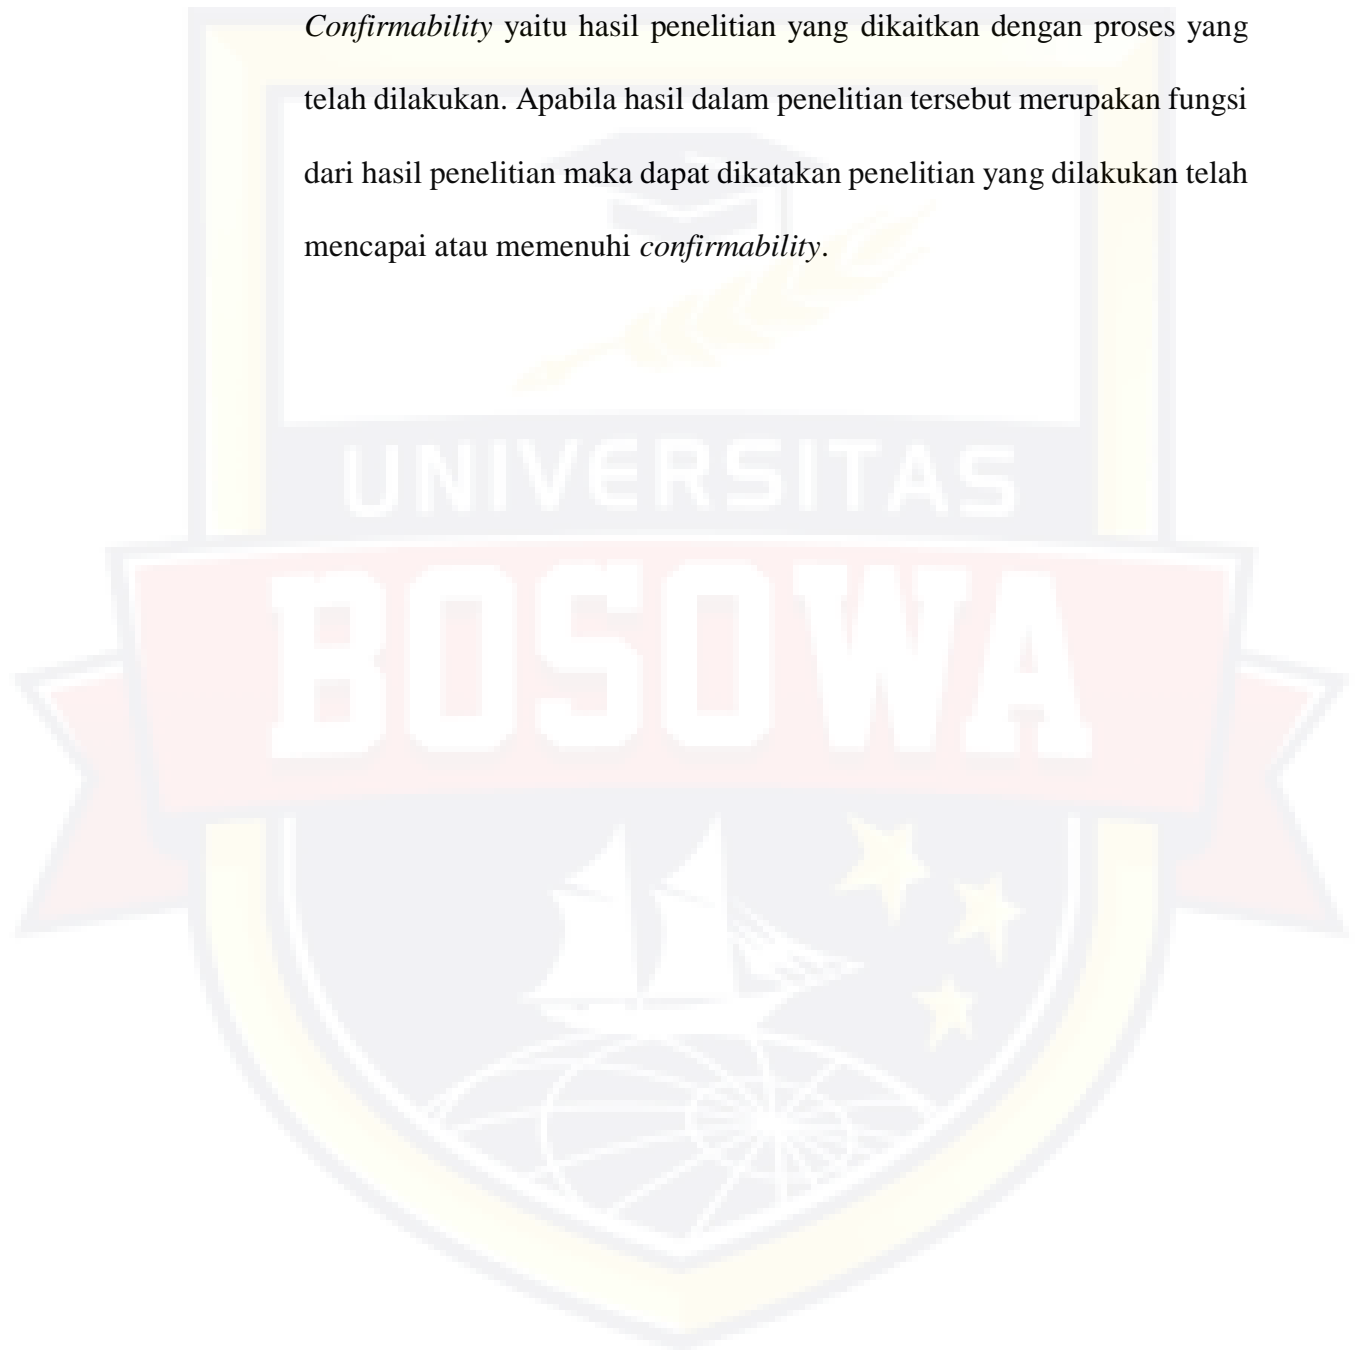 Confirmability yaitu hasil penelitian yang dikaitkan dengan proses yang
telah dilakukan. Apabila hasil dalam penelitian tersebut merupakan fungsi
dari hasil penelitian maka dapat dikatakan penelitian yang dilakukan telah
mencapai atau memenuhi confirmability.
UNIVERSITAS
BOSOWA